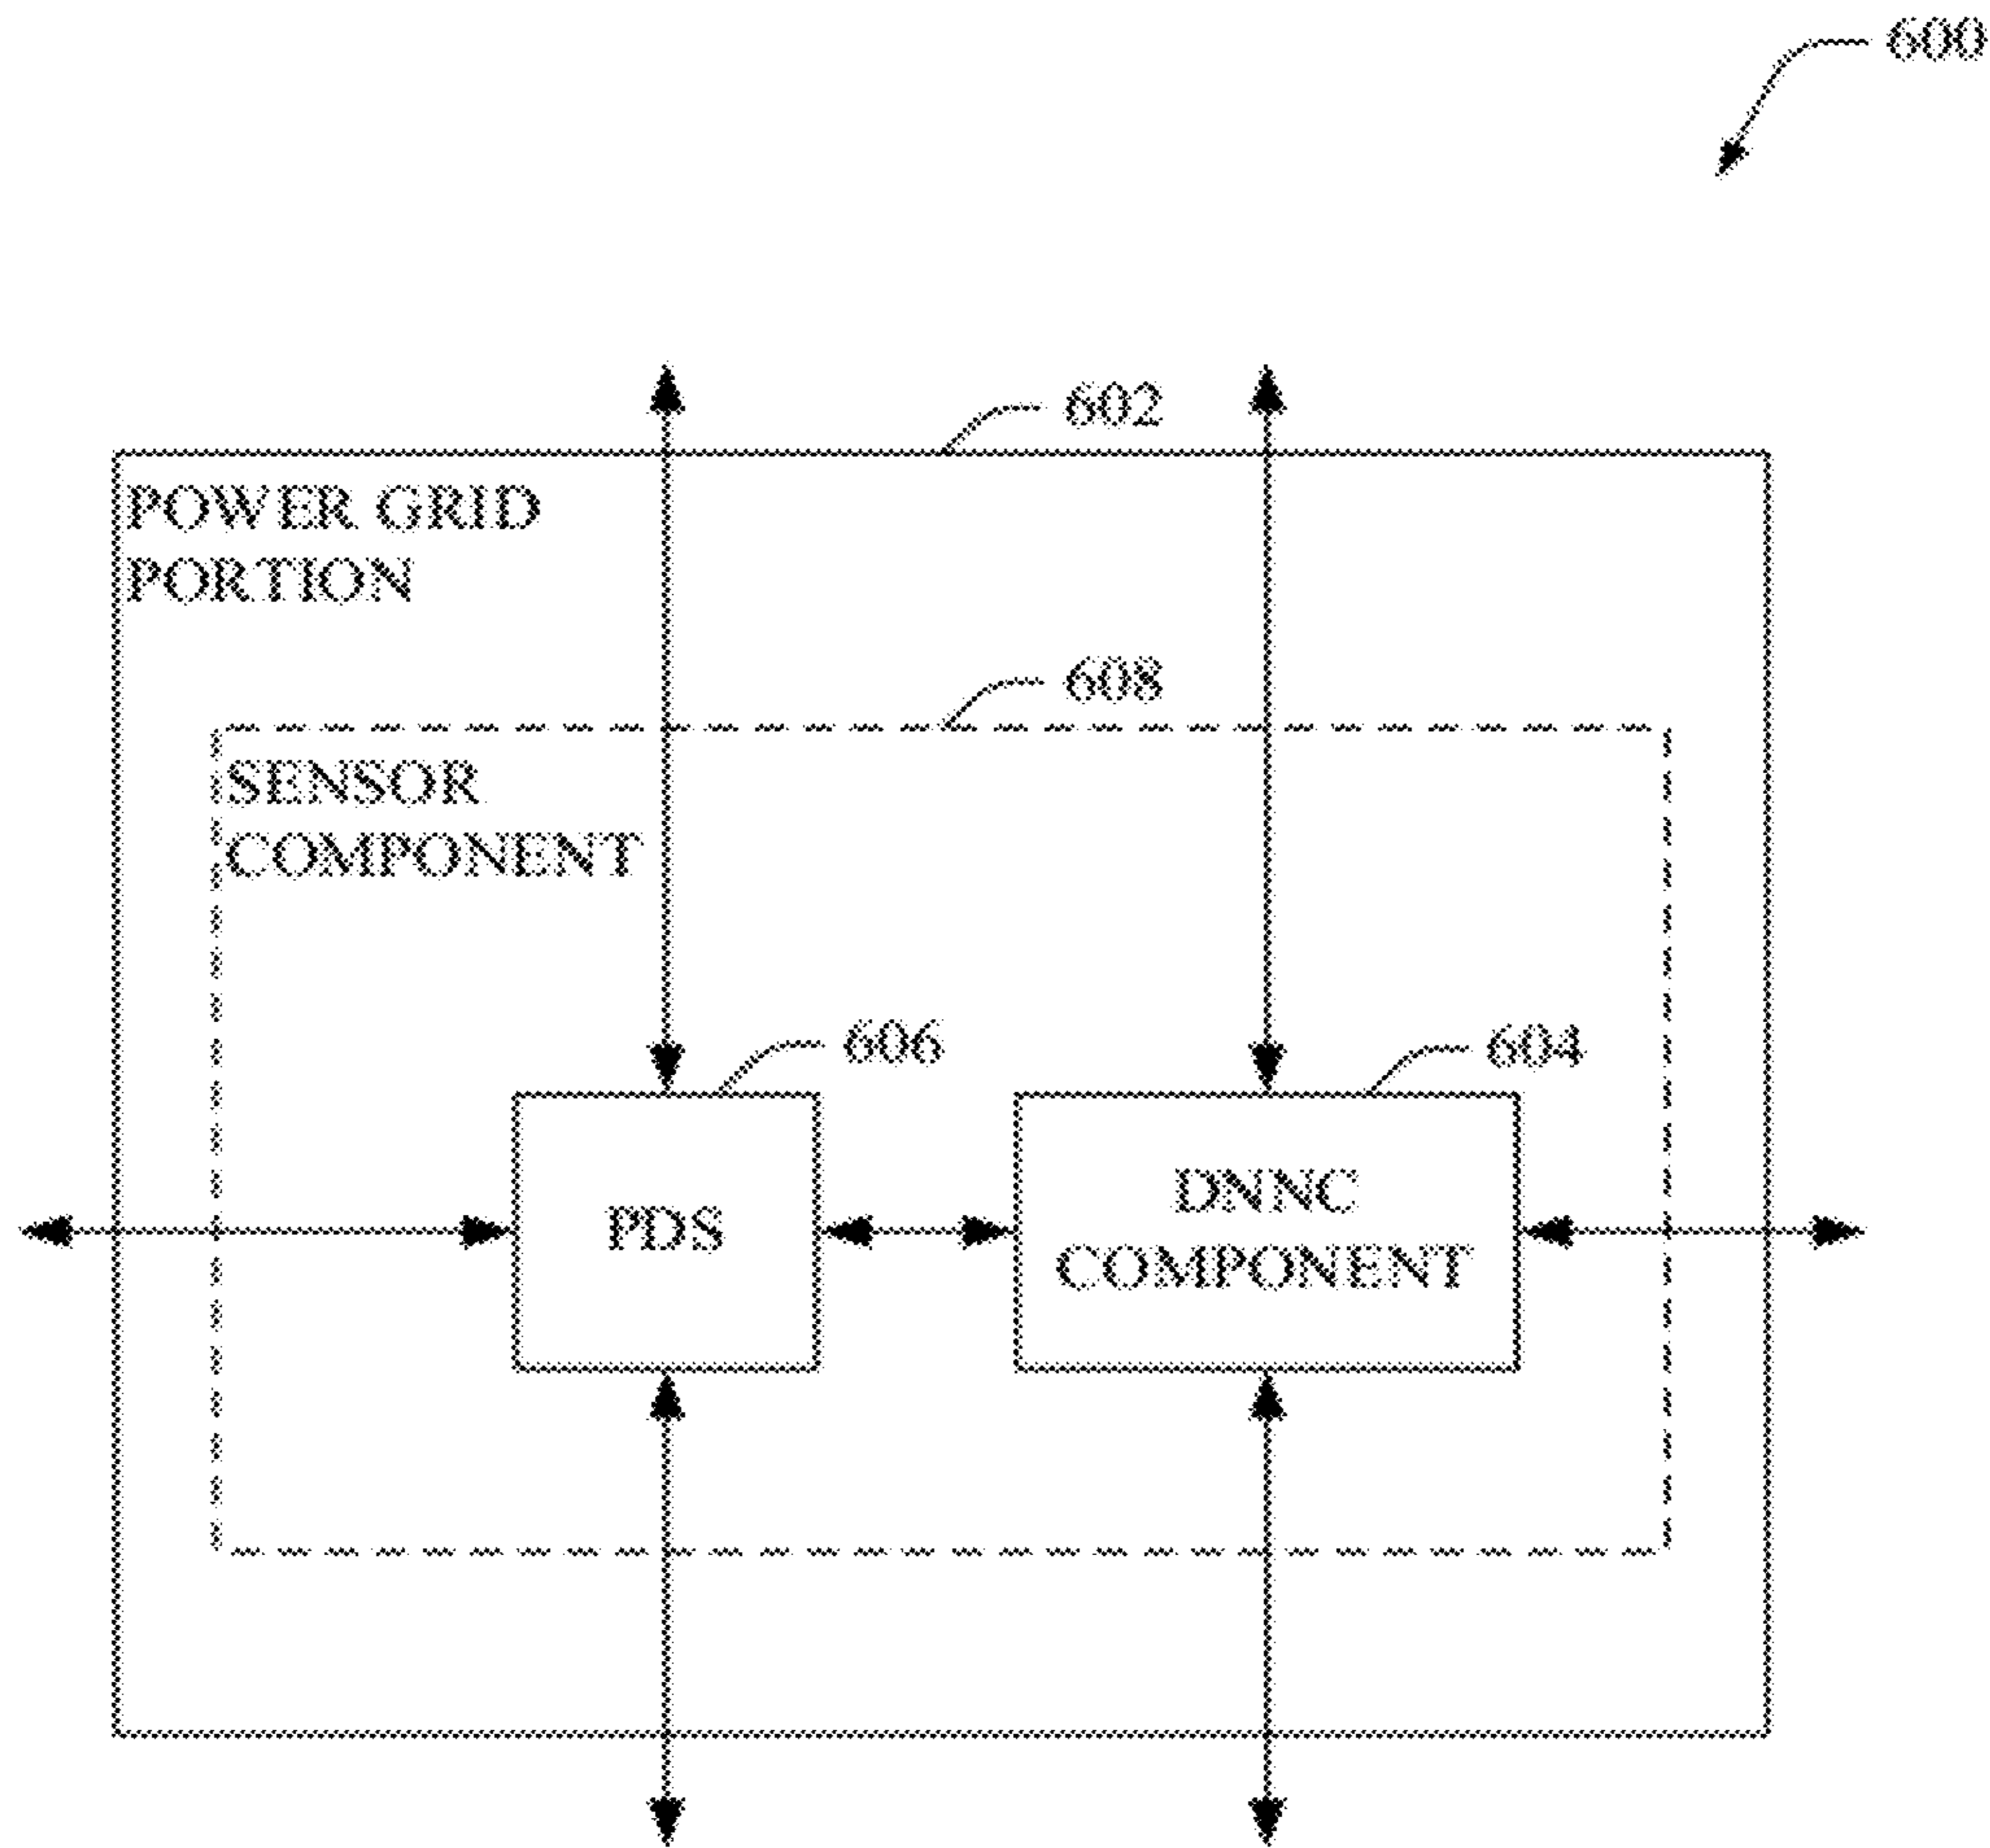 600
602
POWER GRID
PORTION
608
SENSOR
COMPONENT
606
604
PDS
DNNC
COMPONENT